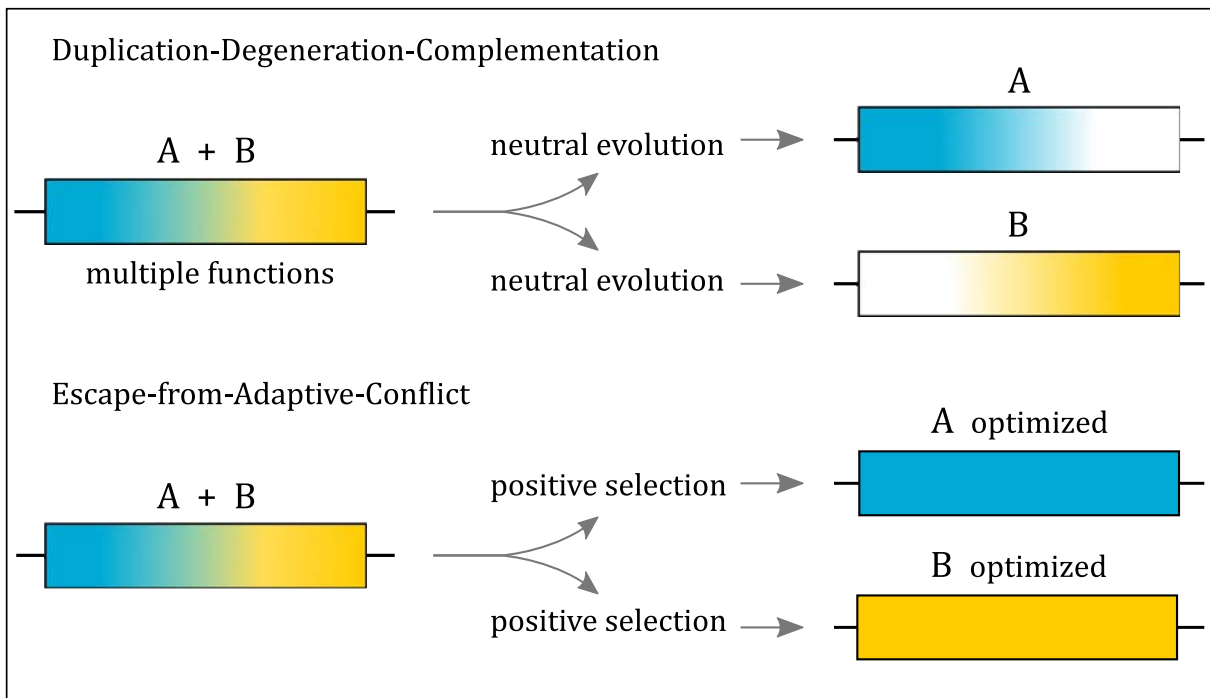 Duplication-Degeneration-Complementation
A + B
multiple functions
neutral evolution
neutral evolution
A
B
Escape-from-Adaptive-Conflict
A + B
positive selection
positive selection
A optimized
B optimized